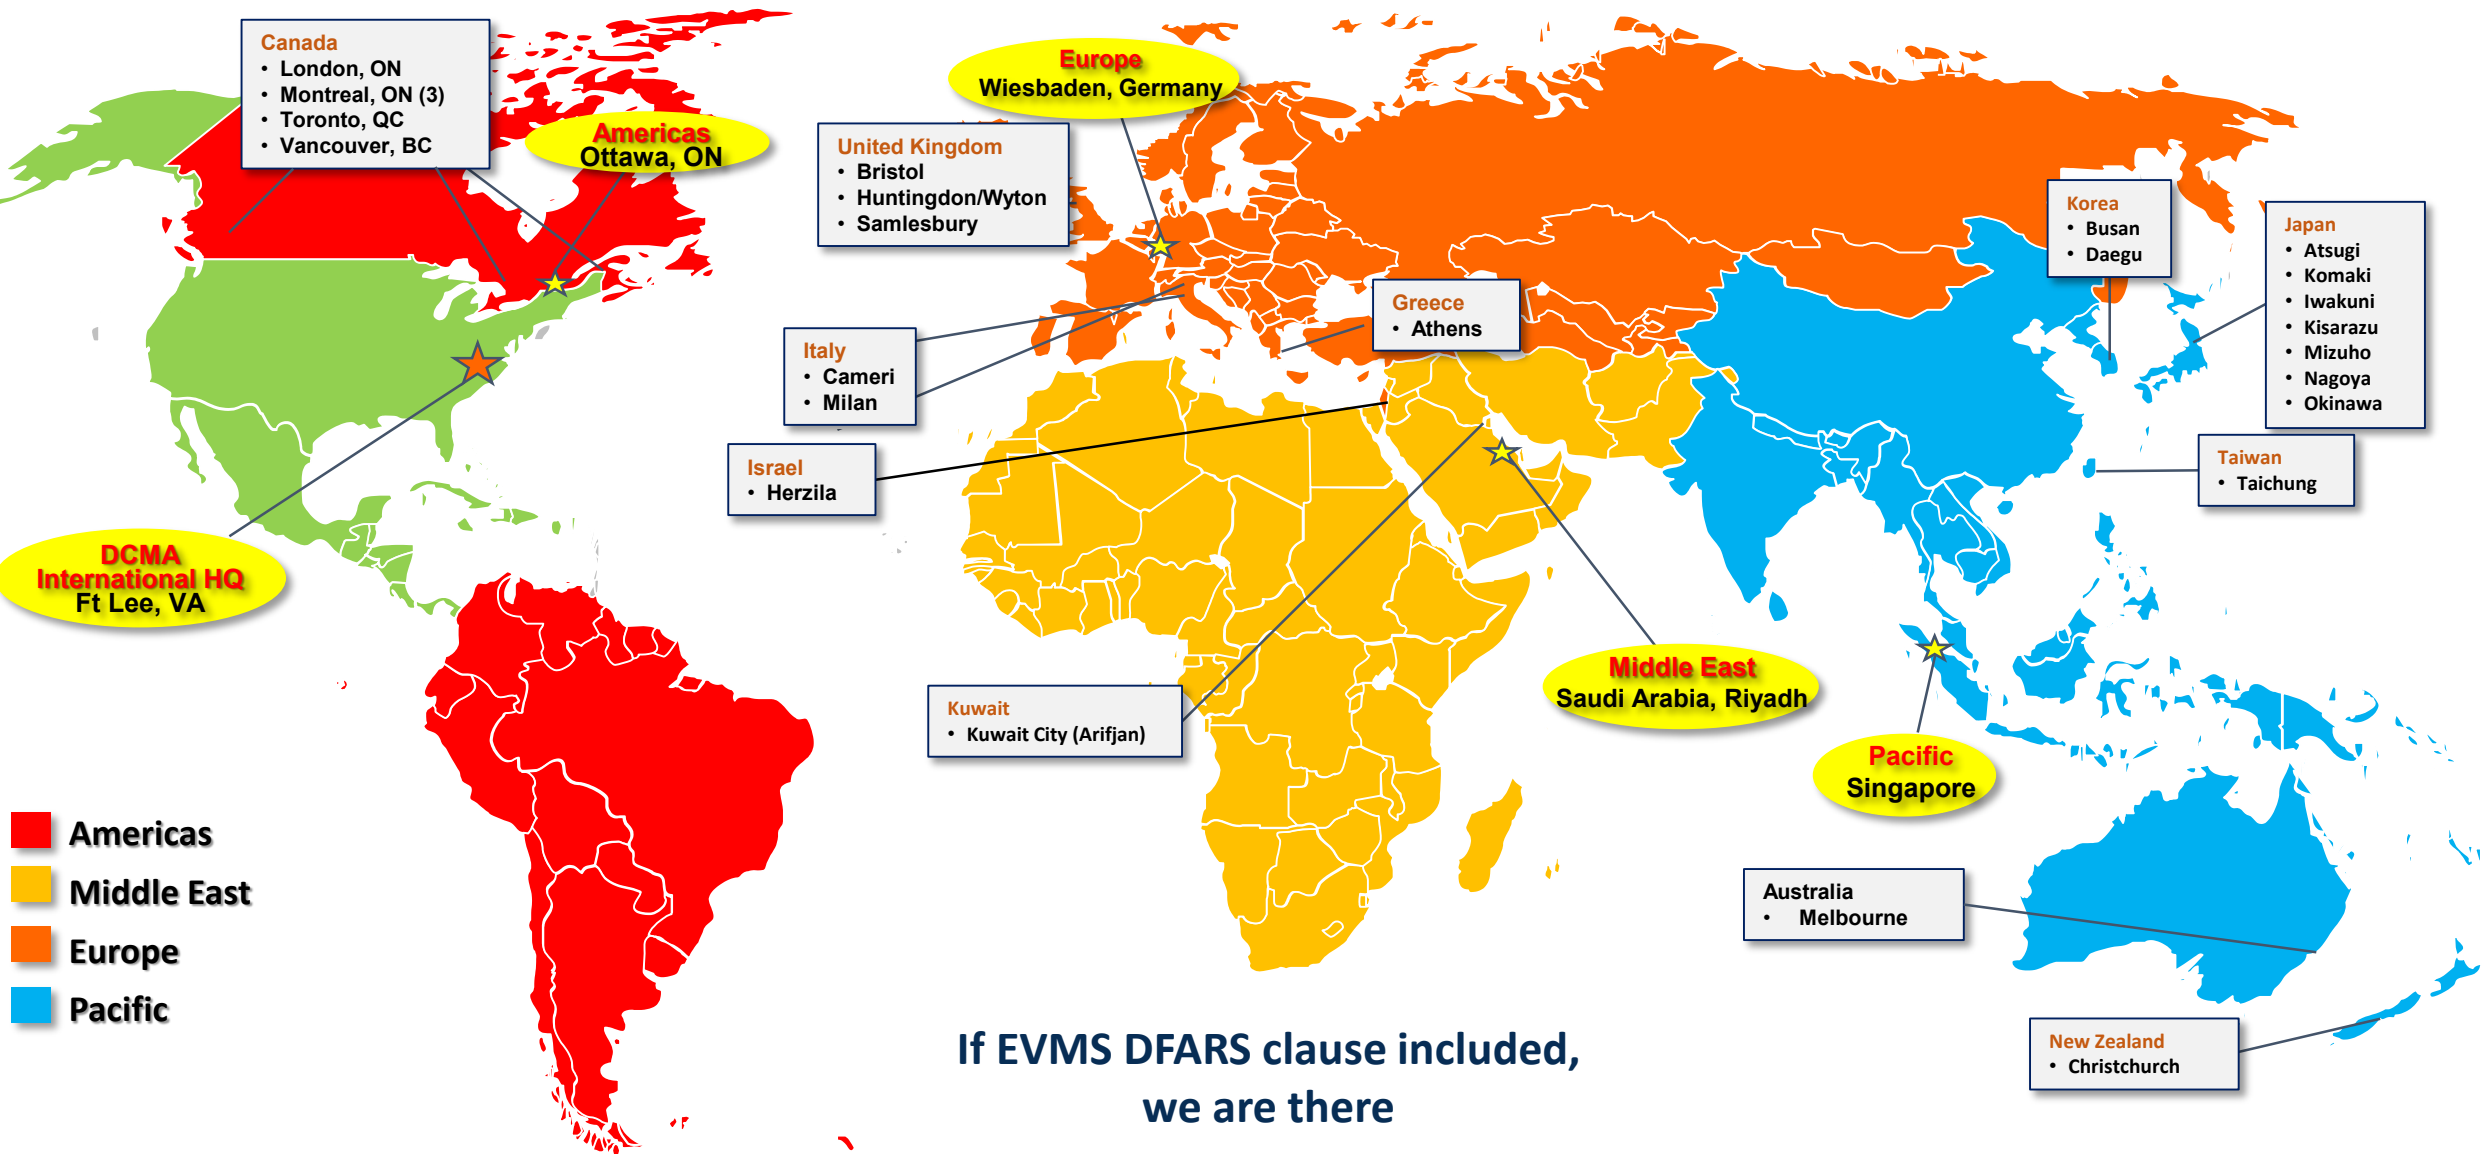 Canada
• London, ON
• Montreal, ON (3)
• Toronto, QC
• Vancouver, BC
Americas
Ottawa, ON
Europe
Wiesbaden, Germany
United Kingdom
• Bristol
• Huntingdon/Wyton
• Samlesbury
Korea
• Busan
• Daegu
Japan
• Atsugi
• Komaki
• Iwakuni
• Kisarazu
• Mizuho
• Nagoya
• Okinawa
Greece
• Athens
Italy
• Cameri
• Milan
Israel
• Herzila
Taiwan
• Taichung
DCMA
International HQ
Ft Lee, VA
Middle East
Saudi Arabia, Riyadh
Kuwait
• Kuwait City (Arifjan)
Pacific
Singapore
Americas
Middle East
Europe
Pacific
Australia
• Melbourne
New Zealand
• Christchurch
If EVMS DFARS clause included,
we are there